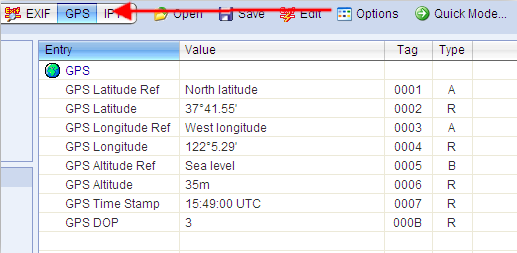 EXIF GPS Open Save Edit Options Quick Mode...
Entry Value Tag Type
GPS
GPS Latitude Ref North latitude 0001 A
GPS Latitude 37°41.55' 0002 R
GPS Longitude Ref West longitude 0003 A
GPS Longitude 122°5.29' 0004 R
GPS Altitude Ref Sea level 0005 B
GPS Altitude 35m 0006 R
GPS Time Stamp 15:49:00 UTC 0007 R
GPS DOP 3 000B R